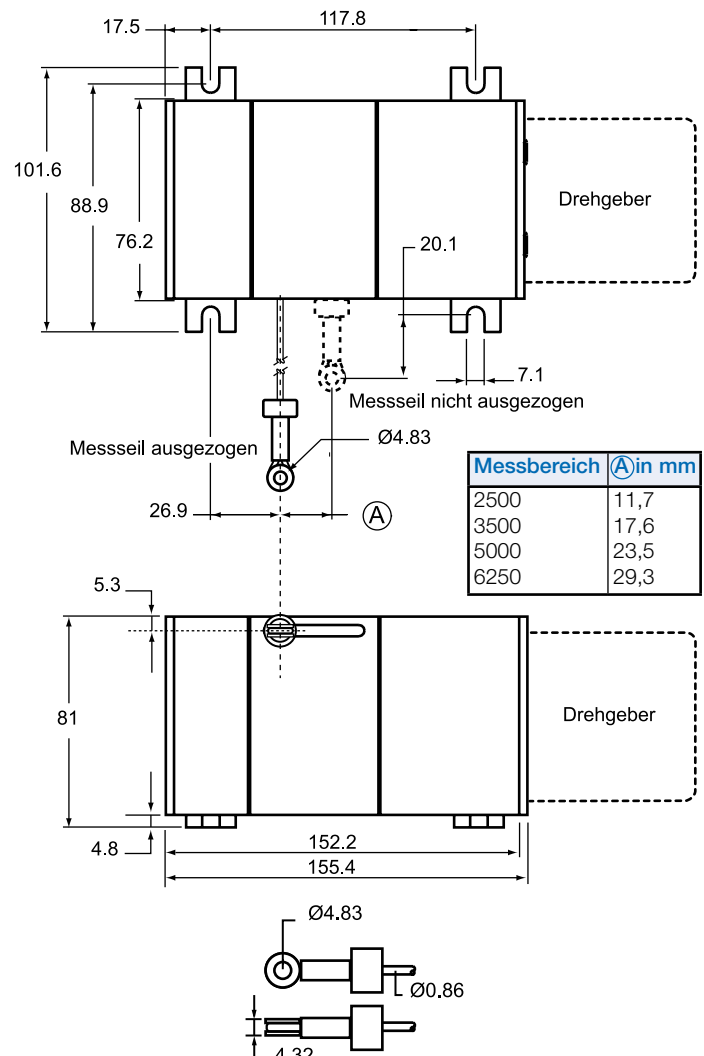 17.5
117.8
101.6
88.9
76.2
Drehgeber
20.1
7.1
Messseil nicht ausgezogen
Messseil ausgezogen
Ø4.83
26.9
A
Messbereich Ⓐ in mm
2500 11,7
3500 17,6
5000 23,5
6250 29,3
5.3
81
Drehgeber
4.8
152.2
155.4
Ø4.83
Ø0.86
4.32